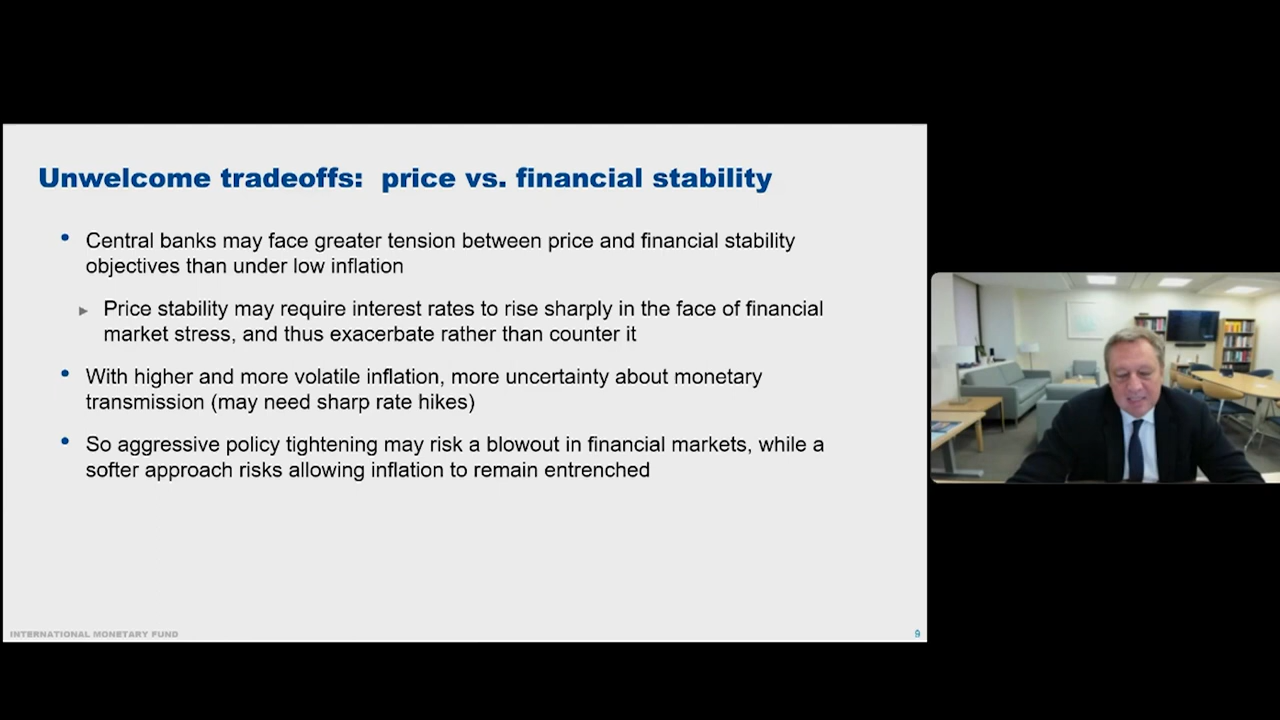 Unwelcome tradeoffs: price vs. financial stability
• Central banks may face greater tension between price and financial stability
objectives than under low inflation
▸ Price stability may require interest rates to rise sharply in the face of financial
market stress, and thus exacerbate rather than counter it
• With higher and more volatile inflation, more uncertainty about monetary
transmission (may need sharp rate hikes)
• So aggressive policy tightening may risk a blowout in financial markets, while a
softer approach risks allowing inflation to remain entrenched
INTERNATIONAL MONETARY FUND
9